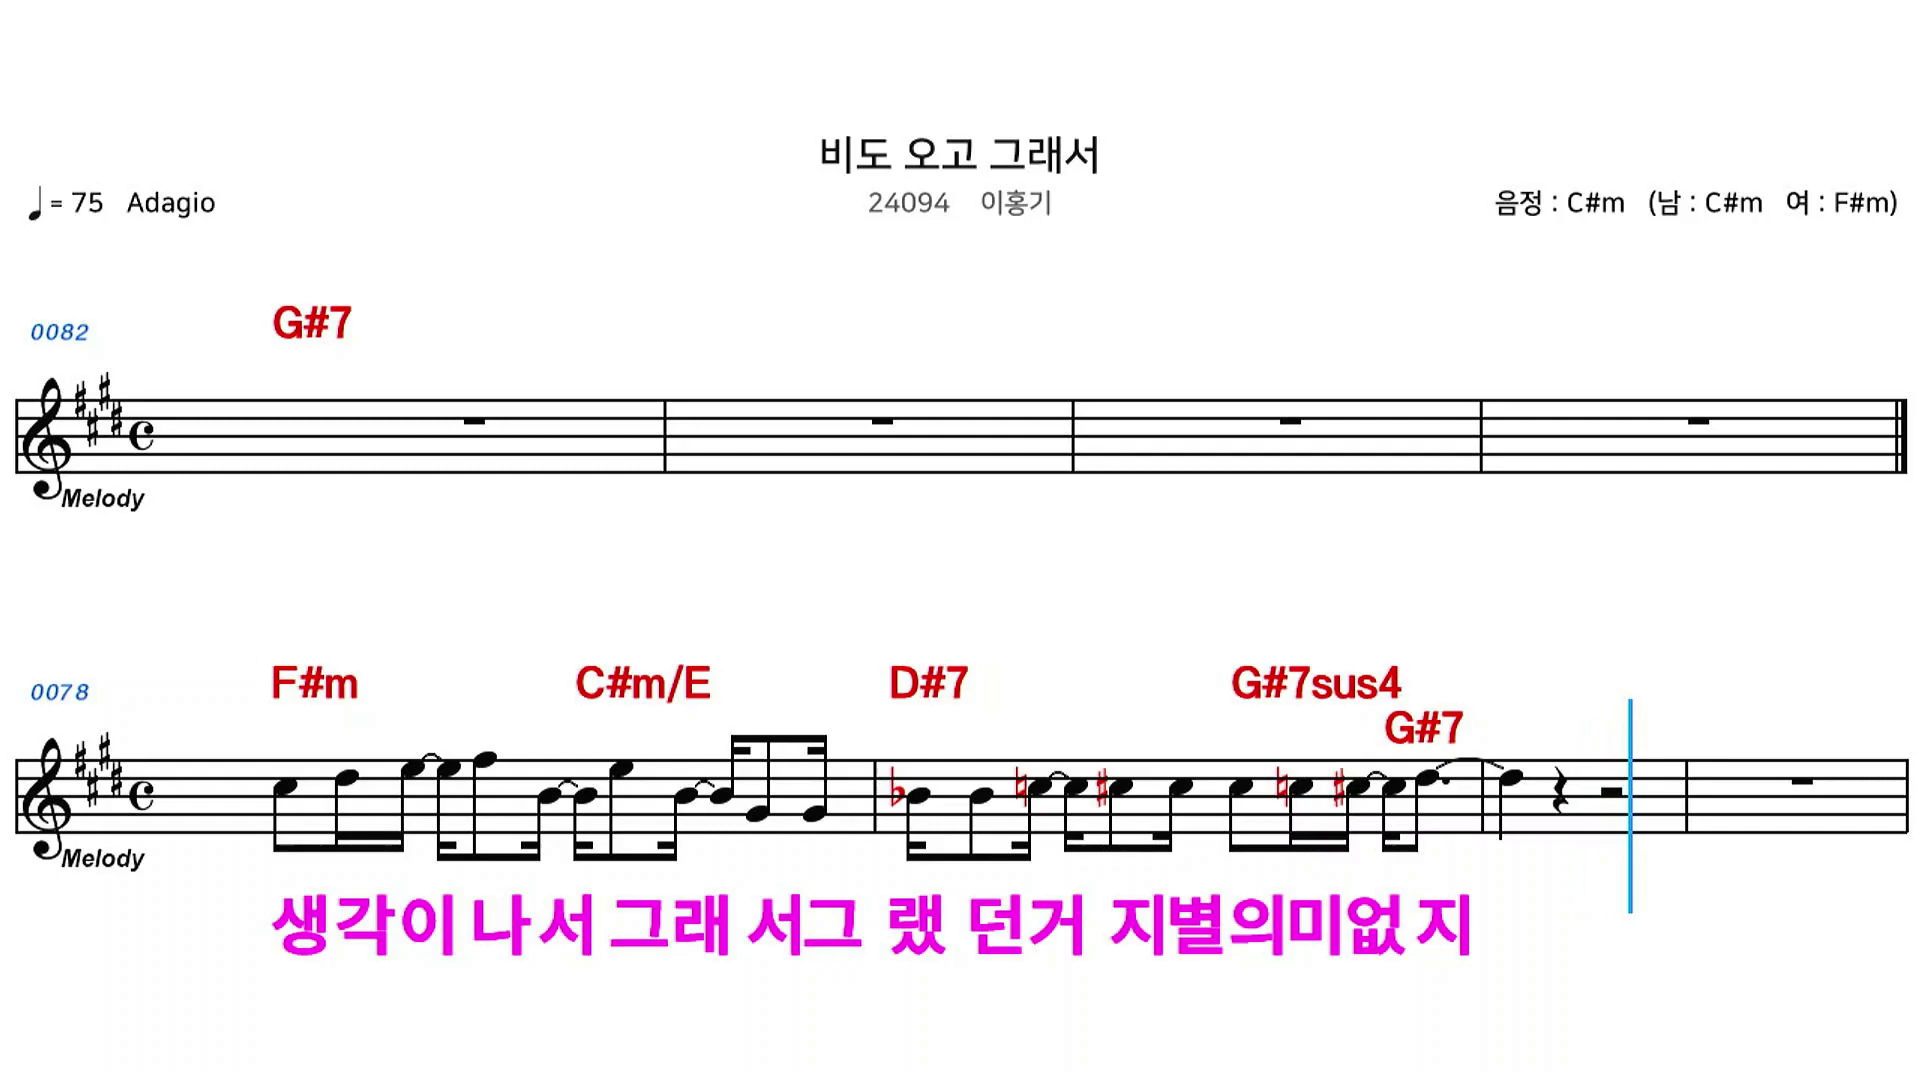 비도 오고 그래서
♩= 75 Adagio
24094 이홍기
음정 : C#m (남 : C#m 여 : F#m)
0082
G#7
Melody
0078
F#m C#m/E D#7 G#7sus4
G#7
Melody
생각이 나서 그래 서그 랬 던거 지별의미없 지